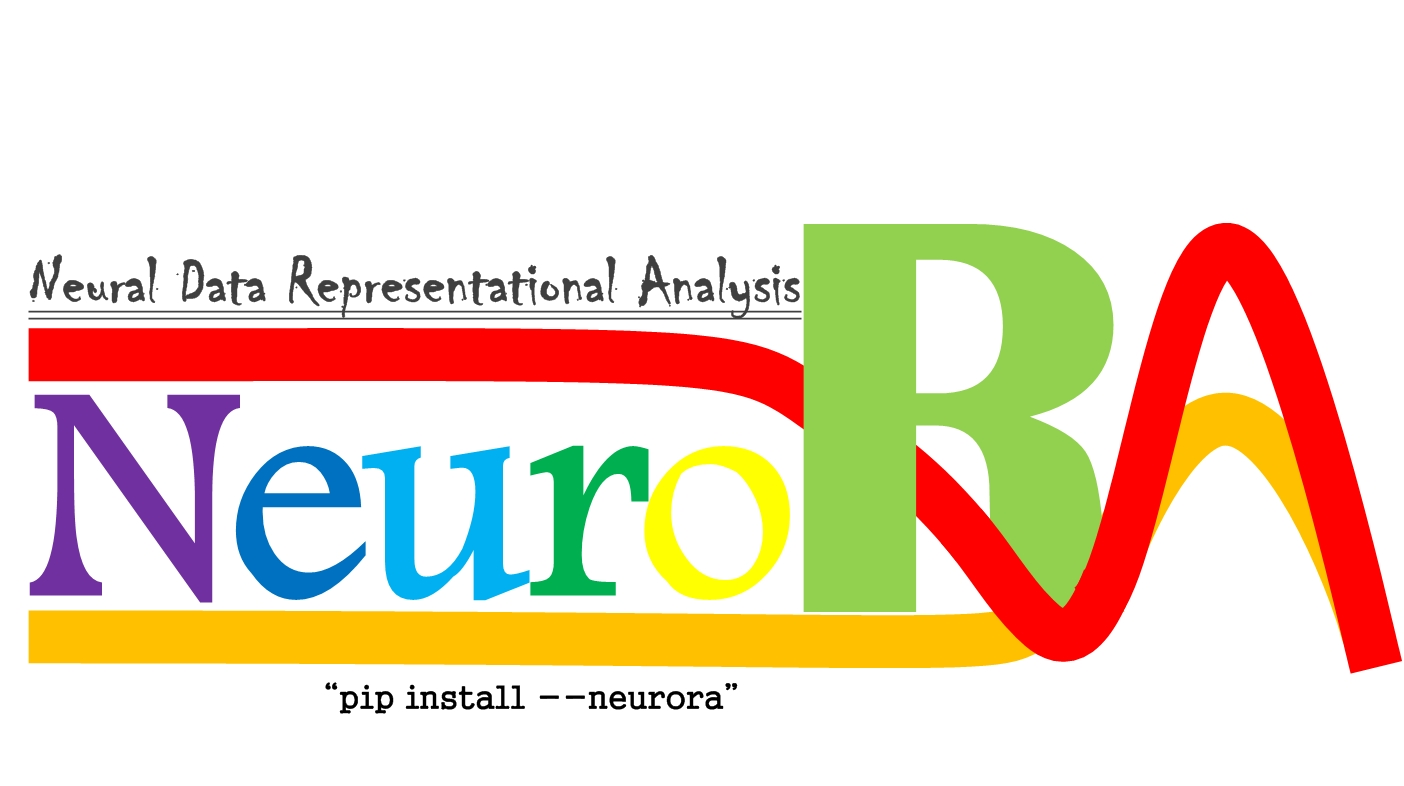 Neural Data Representational Analysis
NeuroRA
“pip install --neurora”